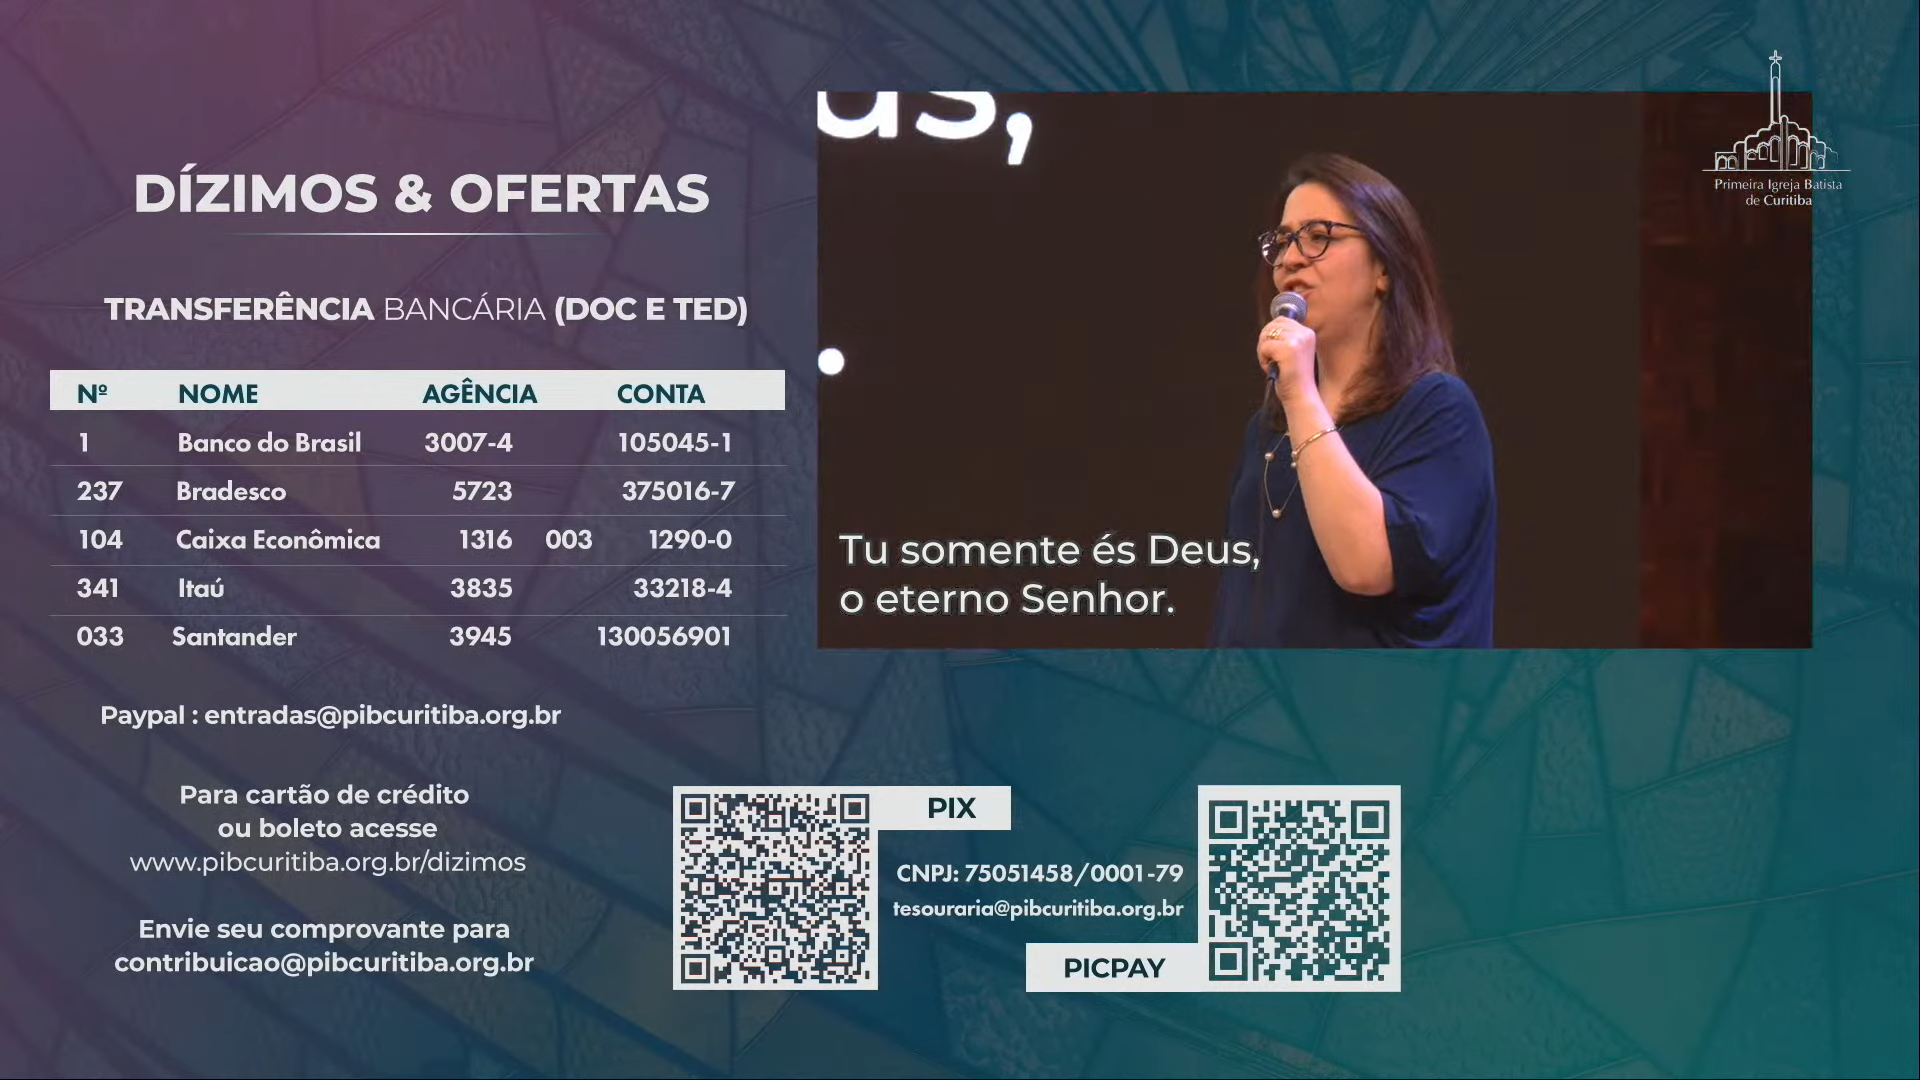 DÍZIMOS & OFERTAS
TRANSFERÊNCIA BANCÁRIA (DOC E TED)
Nº NOME AGÊNCIA CONTA
1 Banco do Brasil 3007-4 105045-1
237 Bradesco 5723 375016-7
104 Caixa Econômica 1316 003 1290-0
341 Itaú 3835 33218-4
033 Santander 3945 130056901
Paypal : entradas@pibcuritiba.org.br
Para cartão de crédito
ou boleto acesse
www.pibcuritiba.org.br/dizimos
Envie seu comprovante para
contribuicao@pibcuritiba.org.br
us,
.
Primeira Igreja Batista
de Curitiba
Tu somente és Deus,
o eterno Senhor.
PIX
CNPJ: 75051458/0001-79
tesouraria@pibcuritiba.org.br
PICPAY